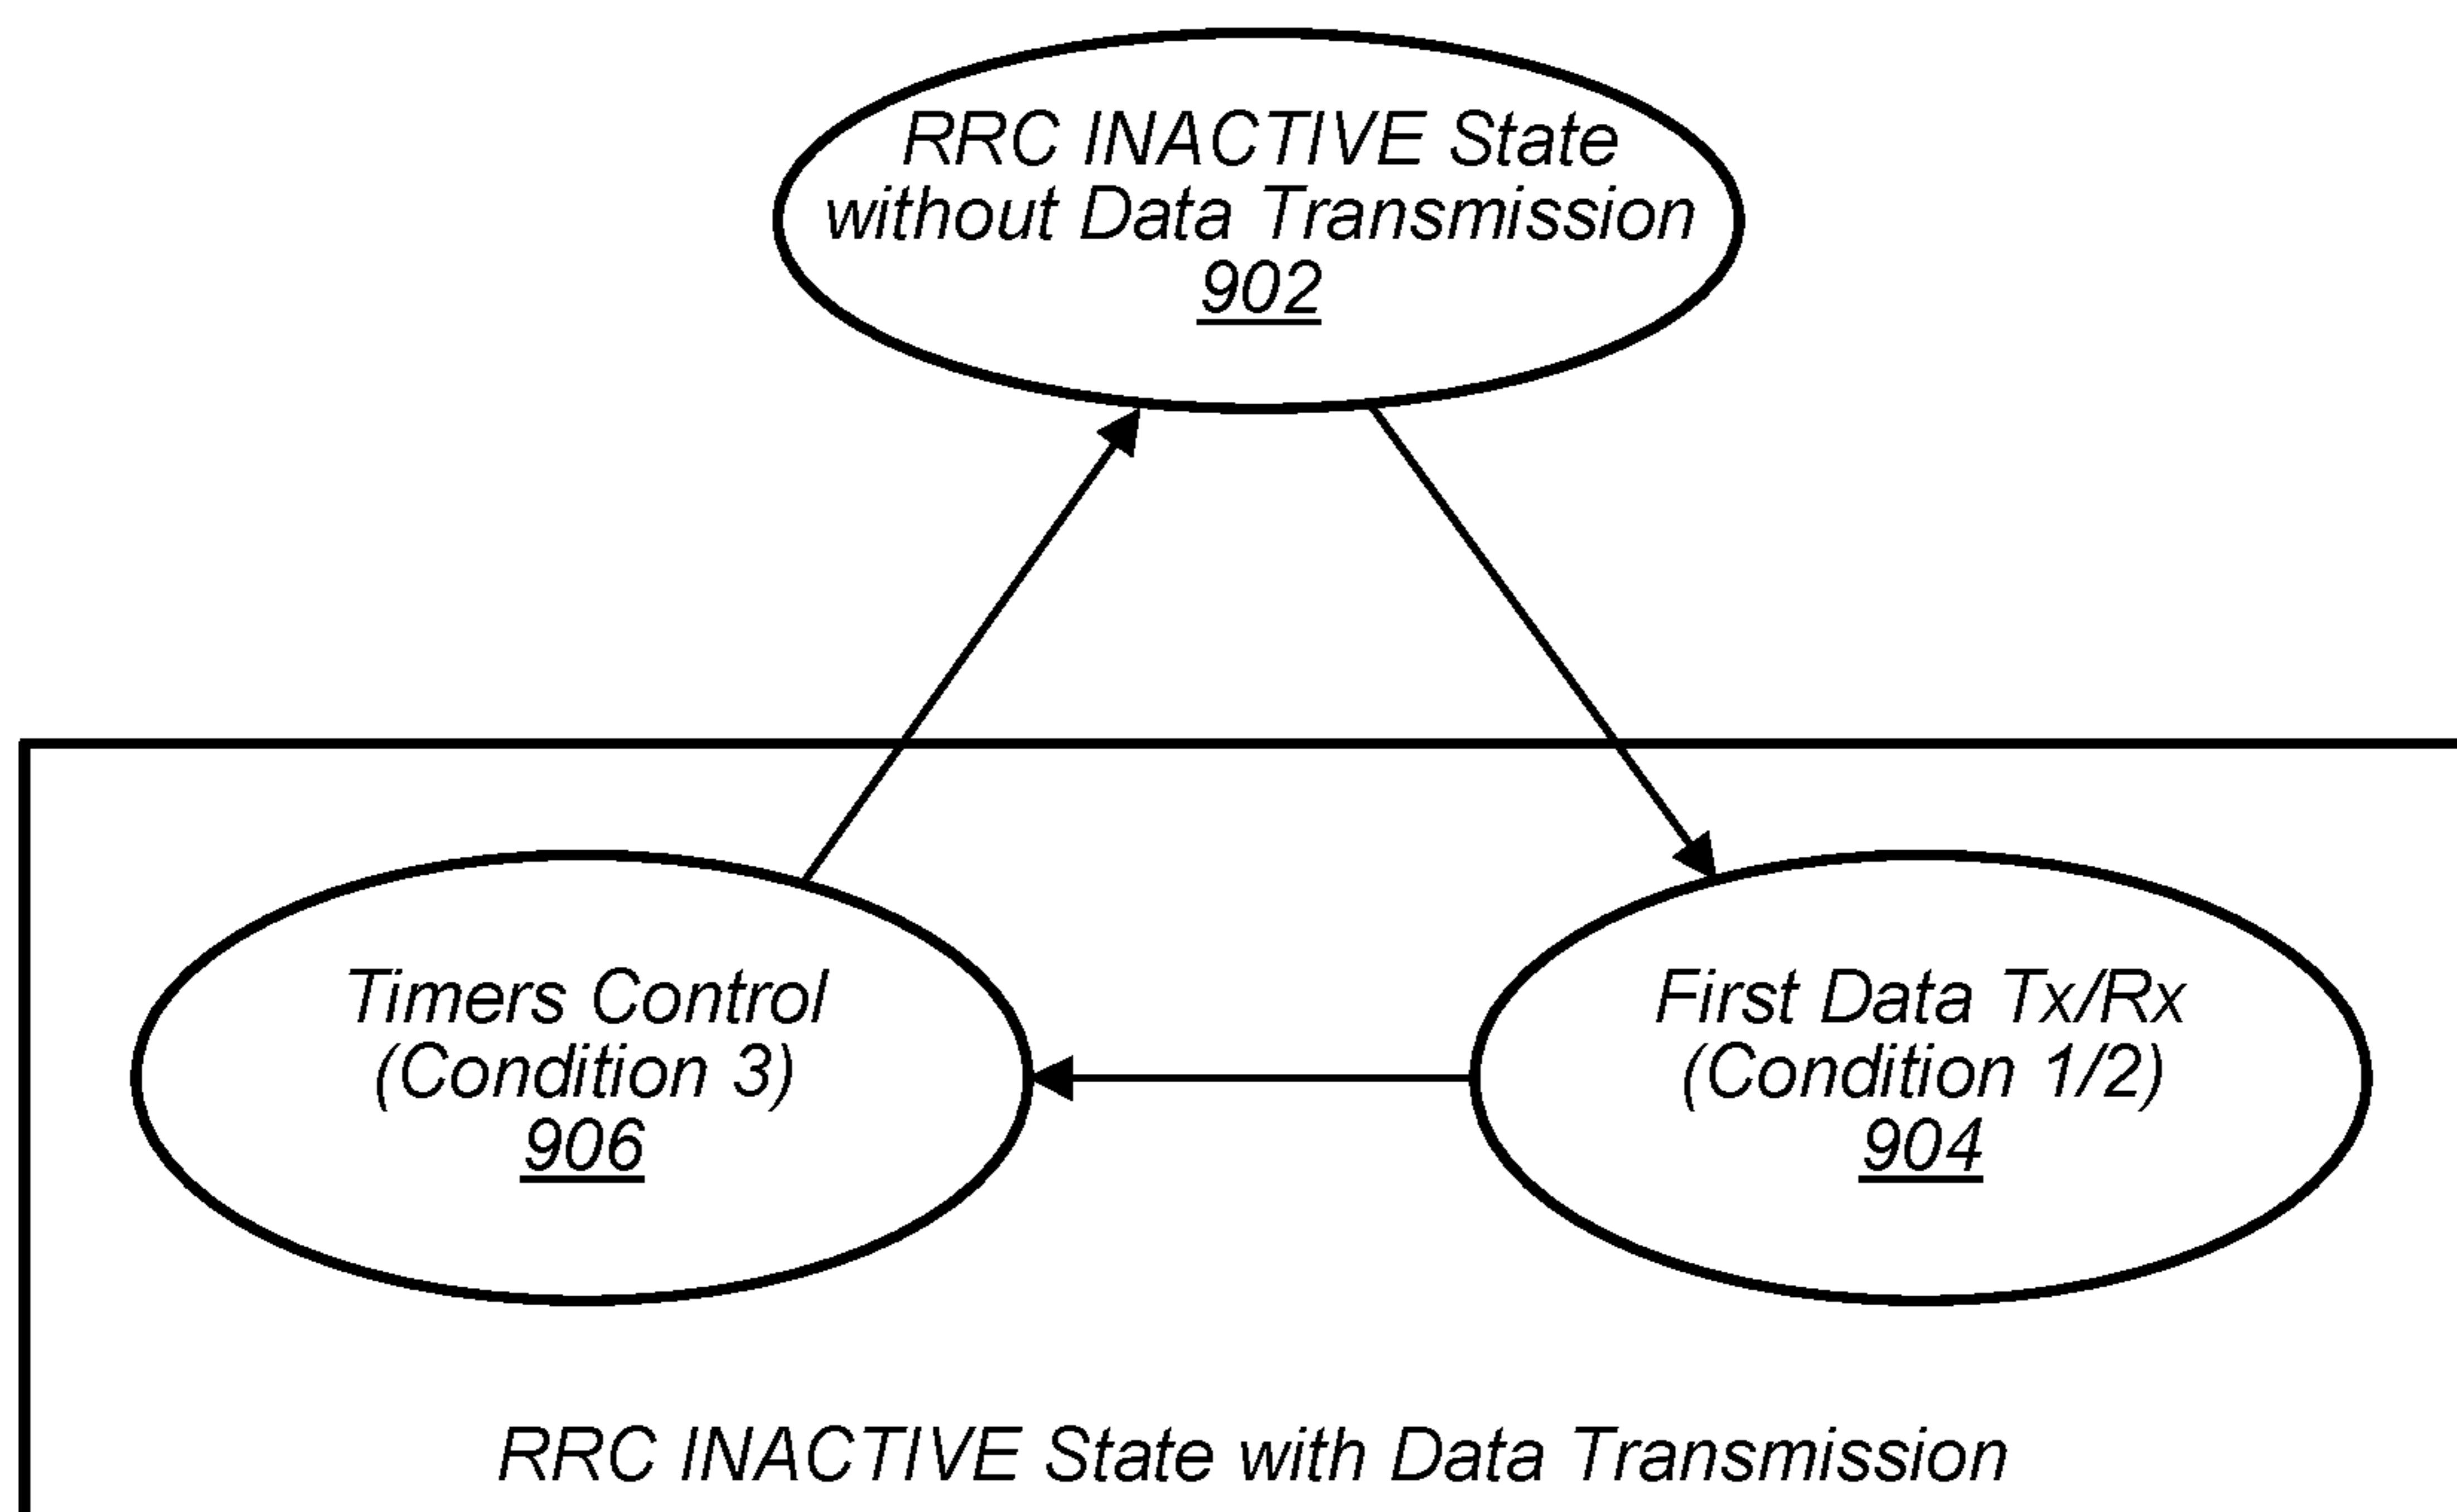 RRC INACTIVE State
without Data Transmission
902
Timers Control
(Condition 3)
906
First Data Tx/Rx
(Condition 1/2)
904
RRC INACTIVE State with Data Transmission